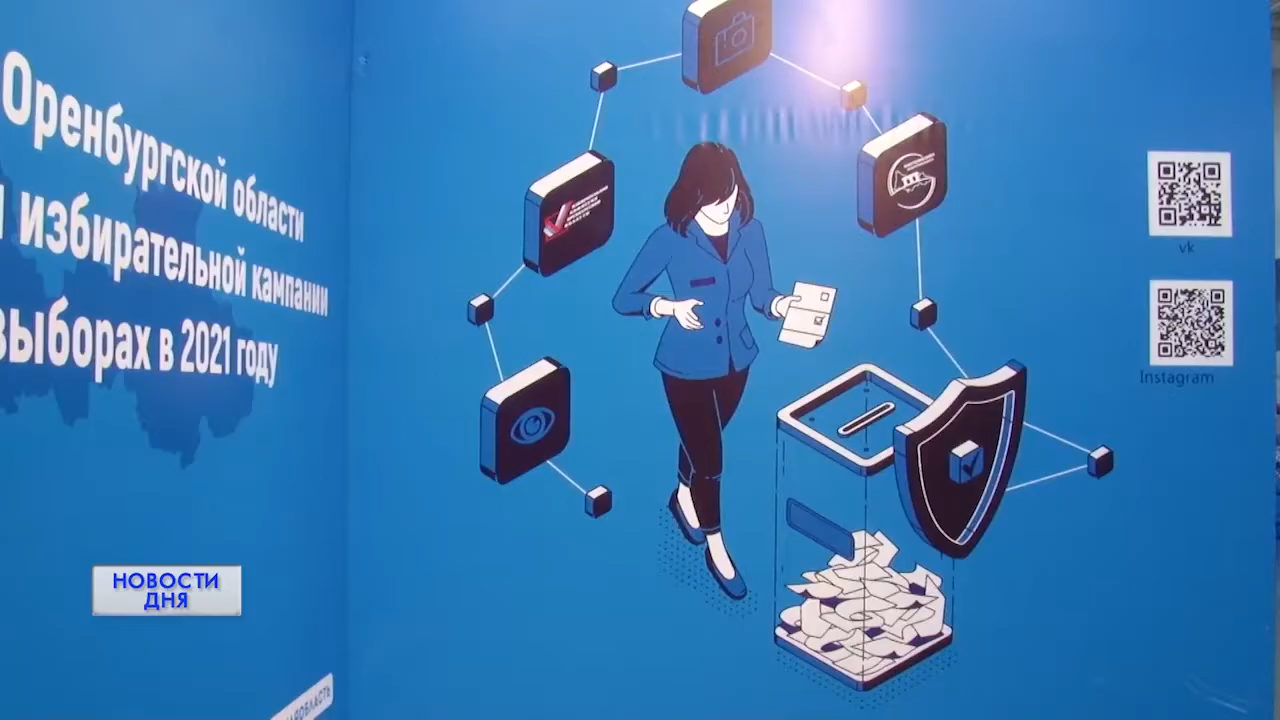 Оренбургской области
избирательной кампании
выборах в 2021 году
vk
Instagram
НОВОСТИ
ДНЯ